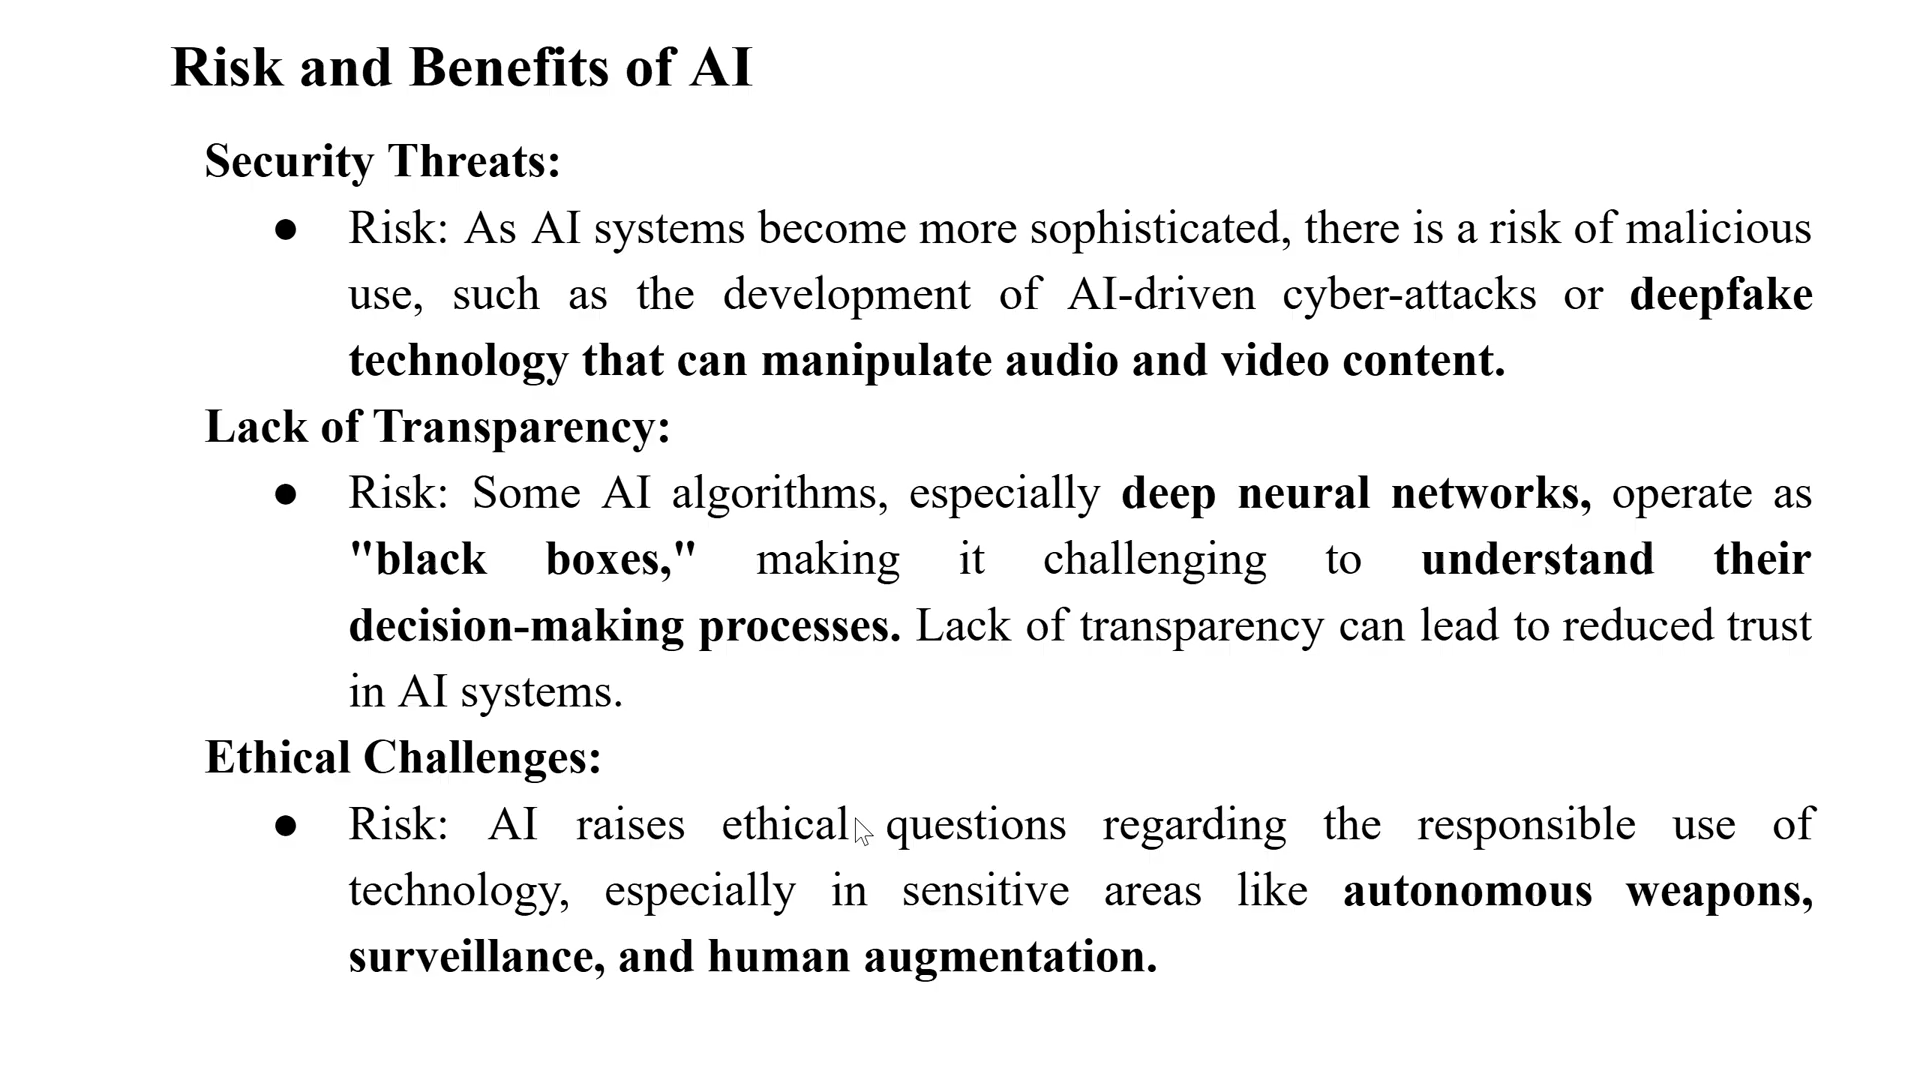 Risk and Benefits of AI
Security Threats:
● Risk: As AI systems become more sophisticated, there is a risk of malicious
use, such as the development of AI-driven cyber-attacks or deepfake
technology that can manipulate audio and video content.
Lack of Transparency:
● Risk: Some AI algorithms, especially deep neural networks, operate as
"black boxes," making it challenging to understand their
decision-making processes. Lack of transparency can lead to reduced trust
in AI systems.
Ethical Challenges:
● Risk: AI raises ethical questions regarding the responsible use of
technology, especially in sensitive areas like autonomous weapons,
surveillance, and human augmentation.